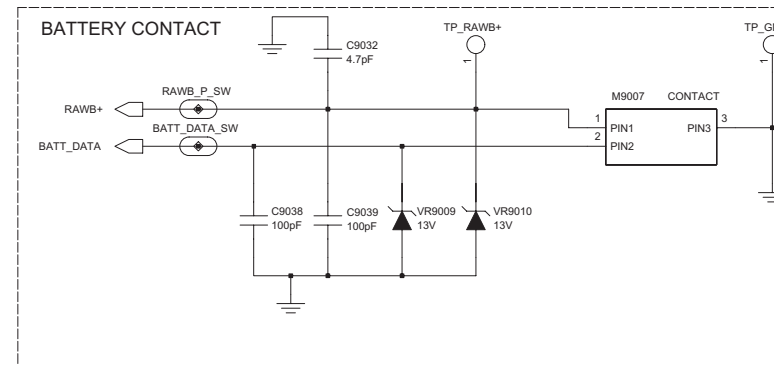 BATTERY CONTACT
TP_RAWB+
C9032
4.7pF
1
1
RAWB_P_SW
M9007 CONTACT
RAWB+
1
PIN1
PIN3
3
BATT_DATA_SW
2
PIN2
BATT_DATA
C9038
100pF
C9039
100pF
VR9009
13V
VR9010
13V